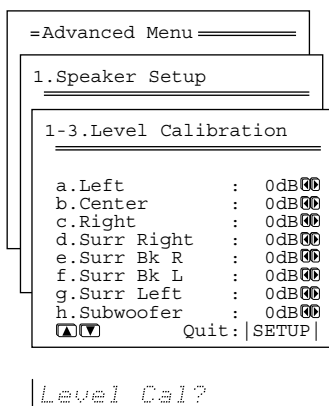 =Advanced Menu
1.Speaker Setup
1-3.Level Calibration
a.Left : 0dB
b.Center : 0dB
c.Right : 0dB
d.Surr Right : 0dB
e.Surr Bk R : 0dB
f.Surr Bk L : 0dB
g.Surr Left : 0dB
h.Subwoofer : 0dB
Quit:|SETUP|
Level Cal?